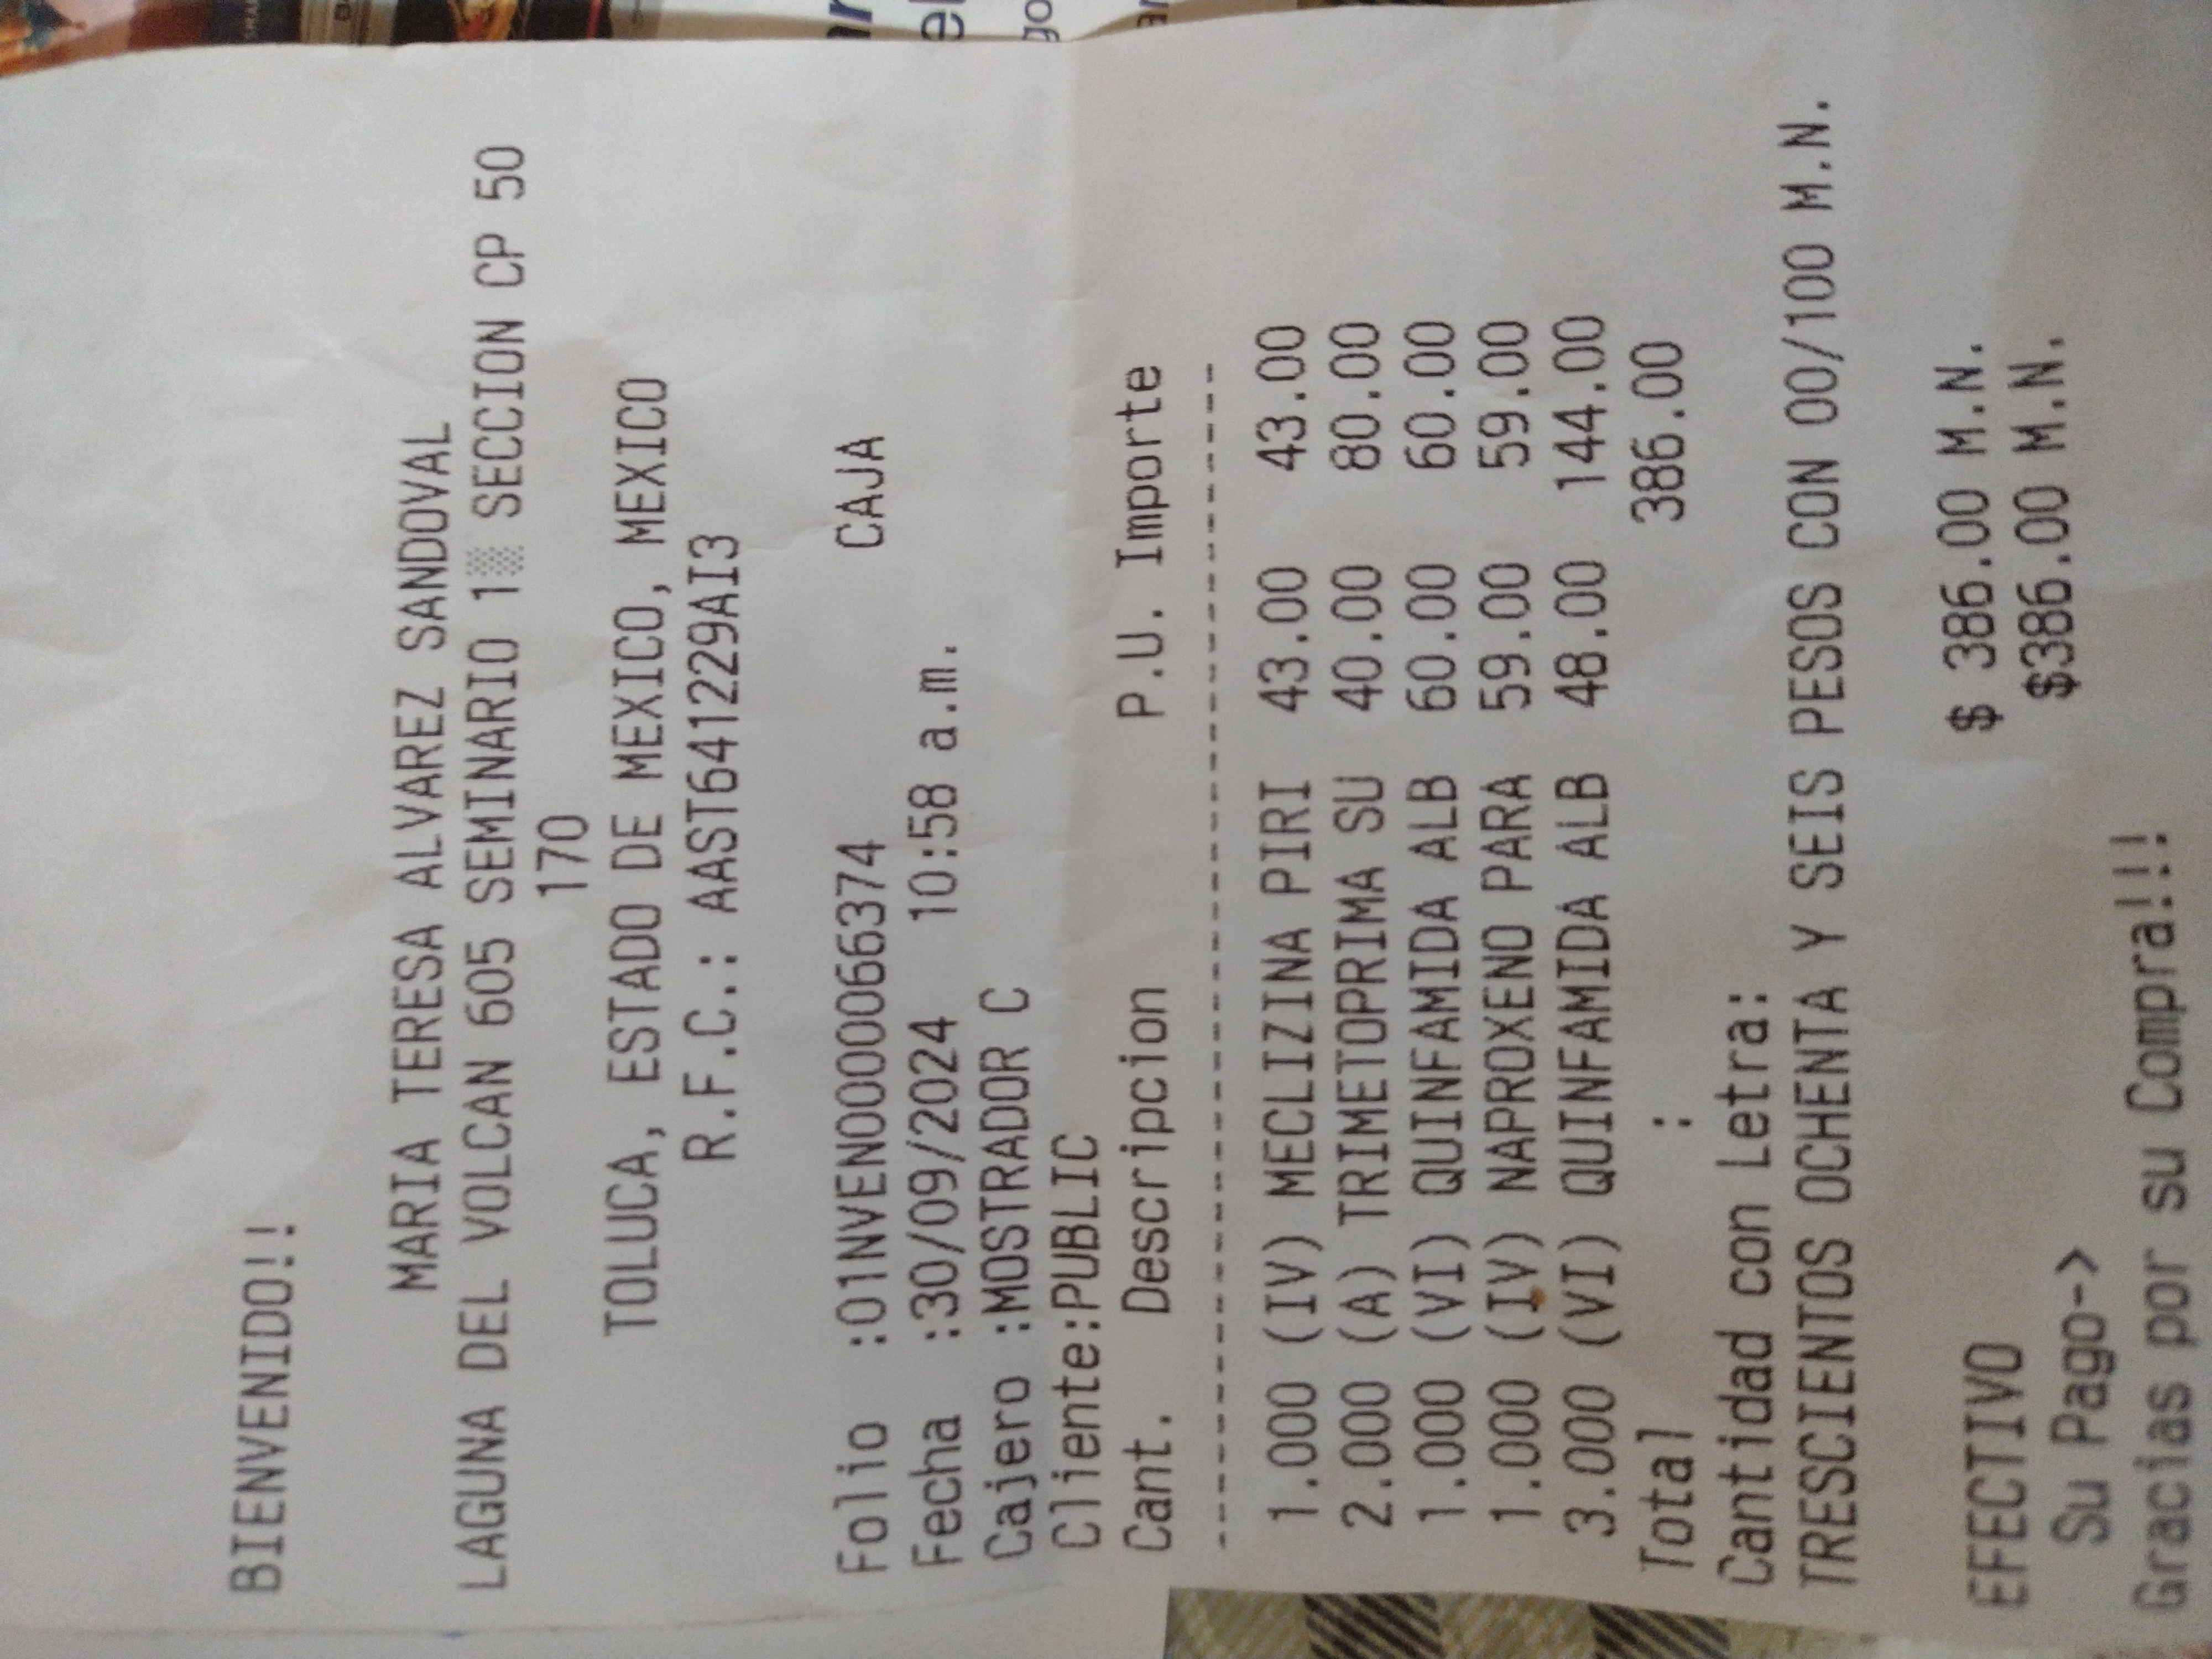 BIENVENIDO!!
MARIA TERESA ALVAREZ SANDOVAL
LAGUNA DEL VOLCAN 605 SEMINARIO 1▒ SECCION CP 50
170
TOLUCA, ESTADO DE MEXICO, MEXICO
R.F.C.: AAST641229AI3
Folio :01NVEN0000066374 CAJA
Fecha :30/09/2024 10:58 a.m.
Cajero :MOSTRADOR C
Cliente:PUBLIC
Cant. Descripcion P.U. Importe
------------------------------------------------
1.000 (IV) MECLIZINA PIRI 43.00 43.00
2.000 (A) TRIMETOPRIMA SU 40.00 80.00
1.000 (VI) QUINFAMIDA ALB 60.00 60.00
1.000 (IV) NAPROXENO PARA 59.00 59.00
3.000 (VI) QUINFAMIDA ALB 48.00 144.00
Total : 386.00
Cantidad con Letra:
TRESCIENTOS OCHENTA Y SEIS PESOS CON 00/100 M.N.
EFECTIVO $ 386.00 M.N.
Su Pago-> $386.00 M.N.
Gracias por su Compra!!!!